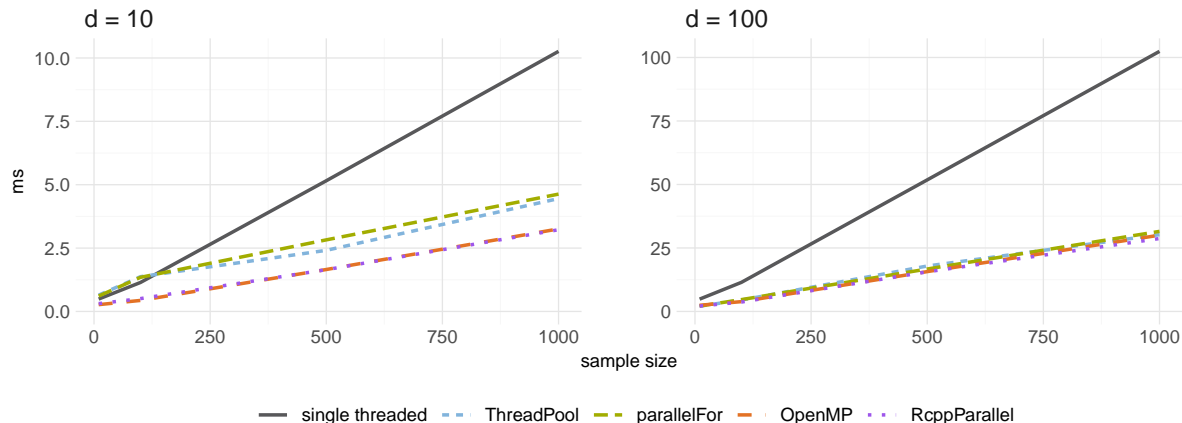 d = 10
d = 100
10.0
7.5
5.0
2.5
0.0
ms
100
75
50
25
0
0 250 500 750 1000
0 250 500 750 1000
sample size
single threaded ThreadPool parallelFor OpenMP RcppParallel